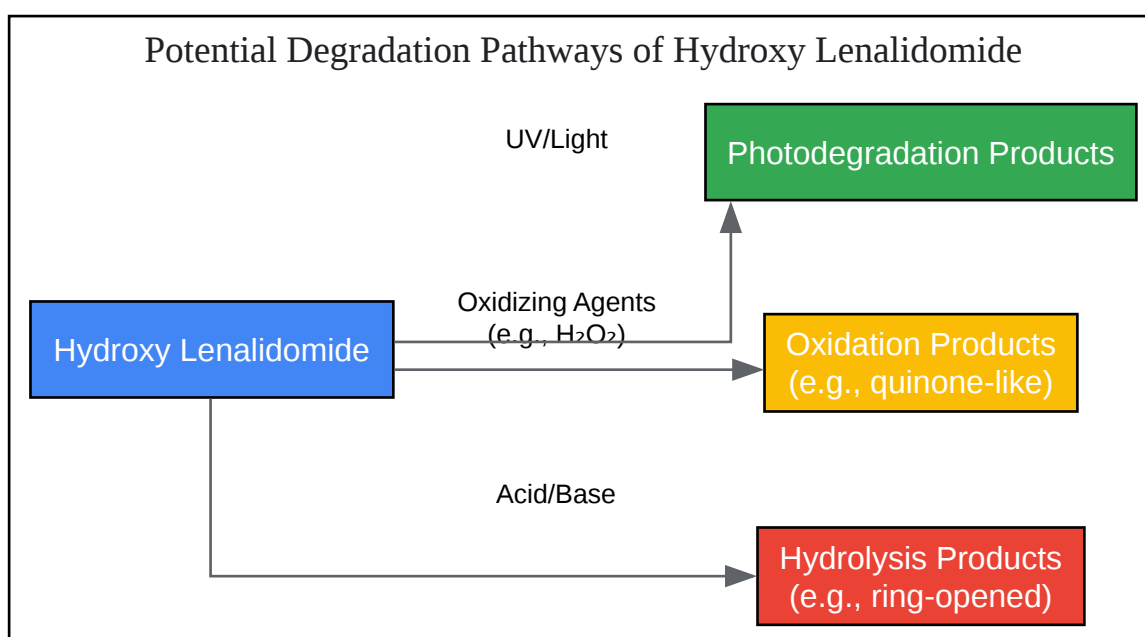 Potential Degradation Pathways of Hydroxy Lenalidomide
UV/Light
Photodegradation Products
Oxidizing Agents
(e.g., H₂O₂)
Hydroxy Lenalidomide
Oxidation Products
(e.g., quinone-like)
Acid/Base
Hydrolysis Products
(e.g., ring-opened)